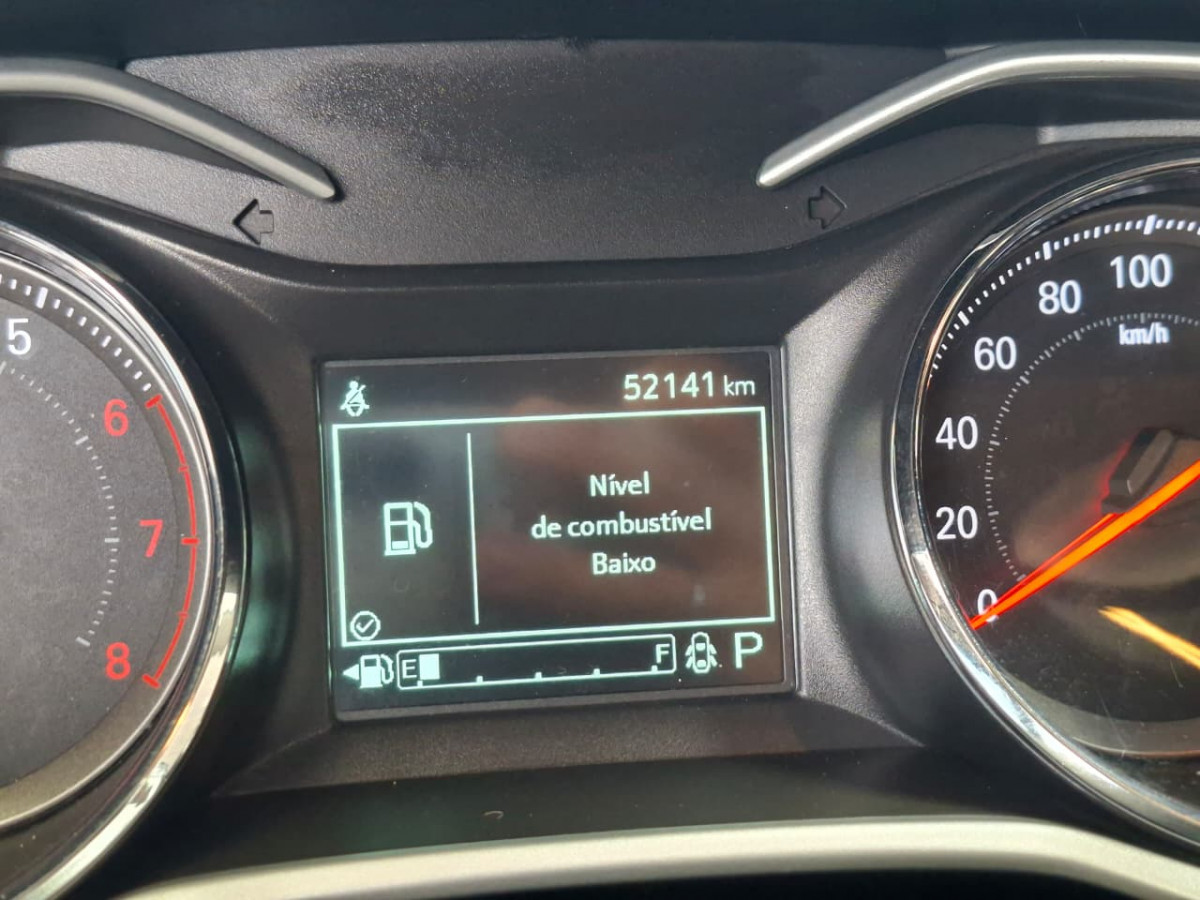 5
6
7
8
52141 km
Nível
de combustível
Baixo
E
F
P
100
80
km/h
60
40
20
0